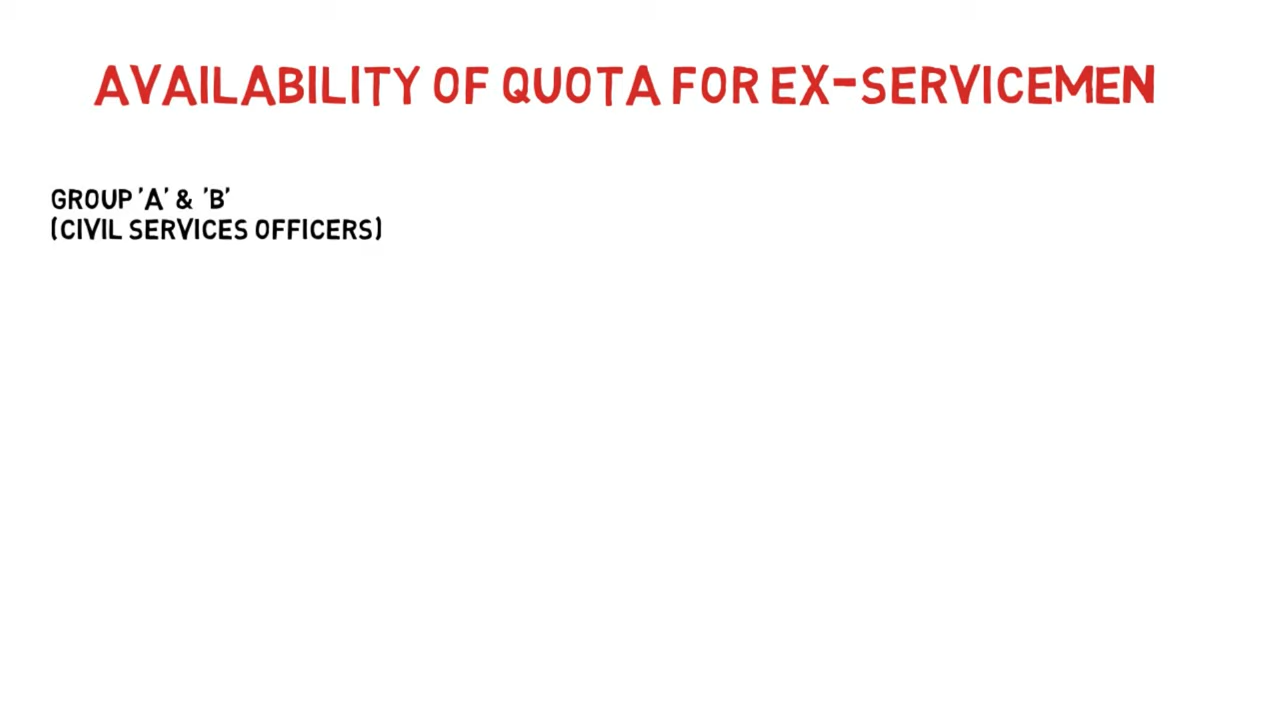 AVAILABILITY OF QUOTA FOR EX-SERVICEMEN
GROUP 'A' & 'B'
(CIVIL SERVICES OFFICERS)